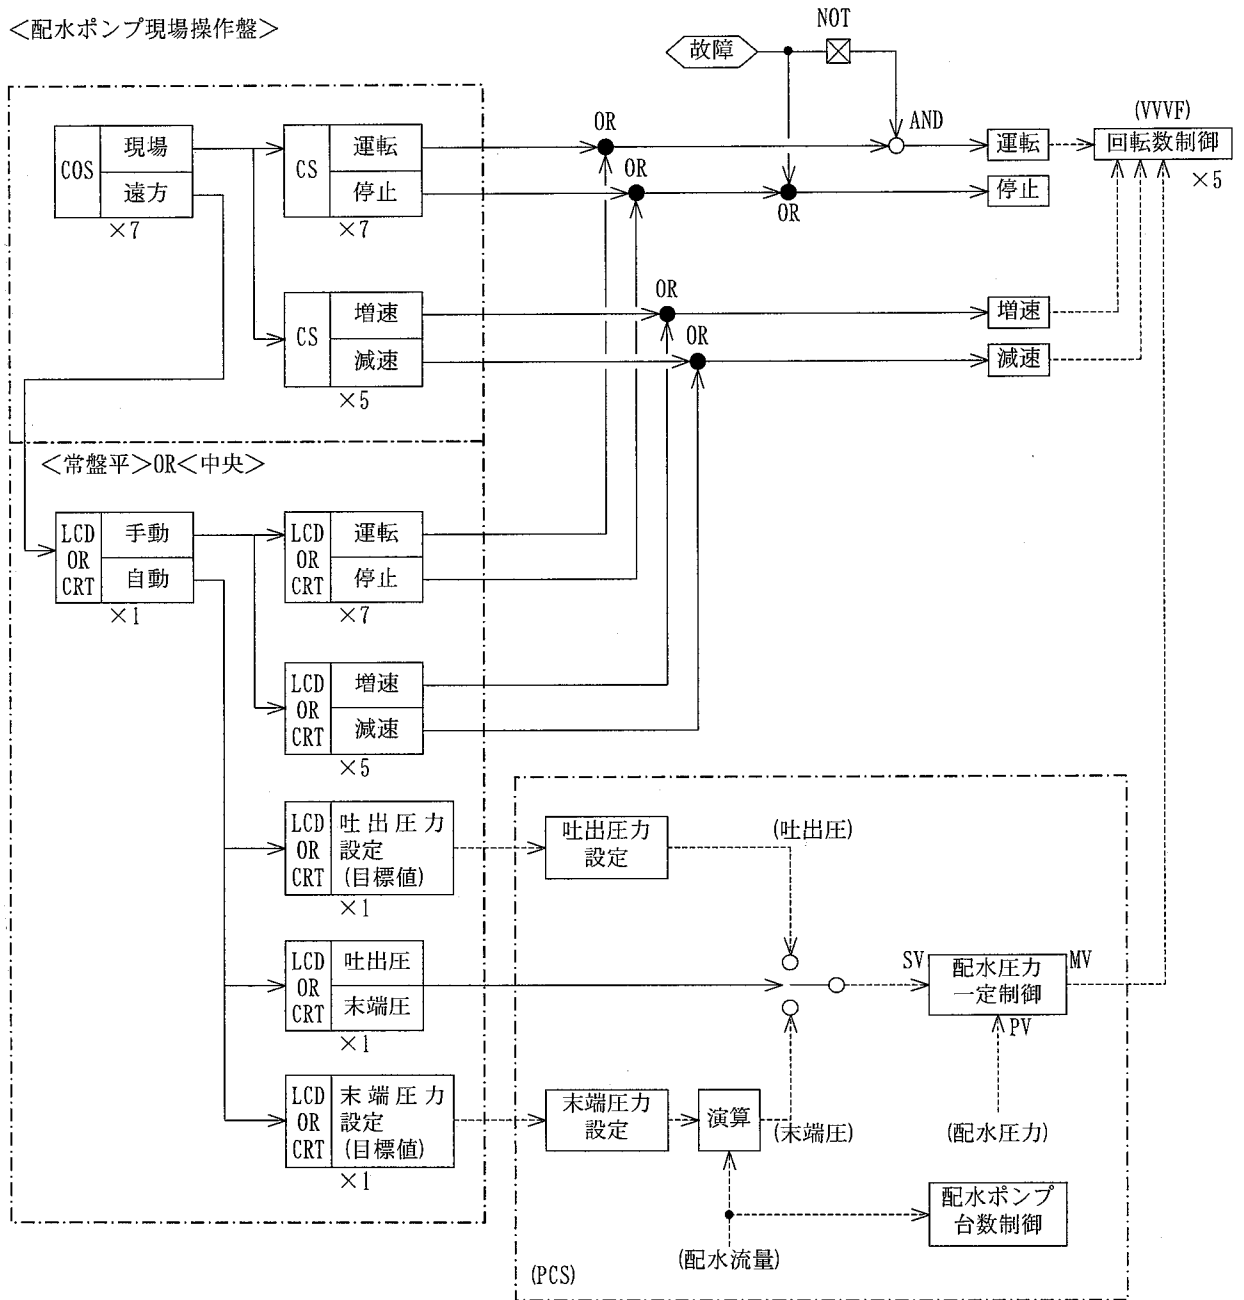 ＜配水ポンプ現場操作盤＞
NOT
故障
COS
現場
遠方
×7
CS
運転
停止
×7
OR
OR
OR
AND
運転
停止
(VVVF)
回転数制御
×5
CS
増速
減速
×5
OR
OR
増速
減速
＜常盤平＞OR＜中央＞
LCD
OR
CRT
手動
自動
×1
LCD
OR
CRT
運転
停止
×7
LCD
OR
CRT
増速
減速
×5
LCD
OR
CRT
吐出圧力
設定
(目標値)
×1
吐出圧力
設定
(吐出圧)
LCD
OR
CRT
吐出圧
末端圧
×1
SV
配水圧力
一定制御
MV
PV
(配水圧力)
LCD
OR
CRT
末端圧力
設定
(目標値)
×1
末端圧力
設定
演算
(末端圧)
配水ポンプ
台数制御
(配水流量)
(PCS)